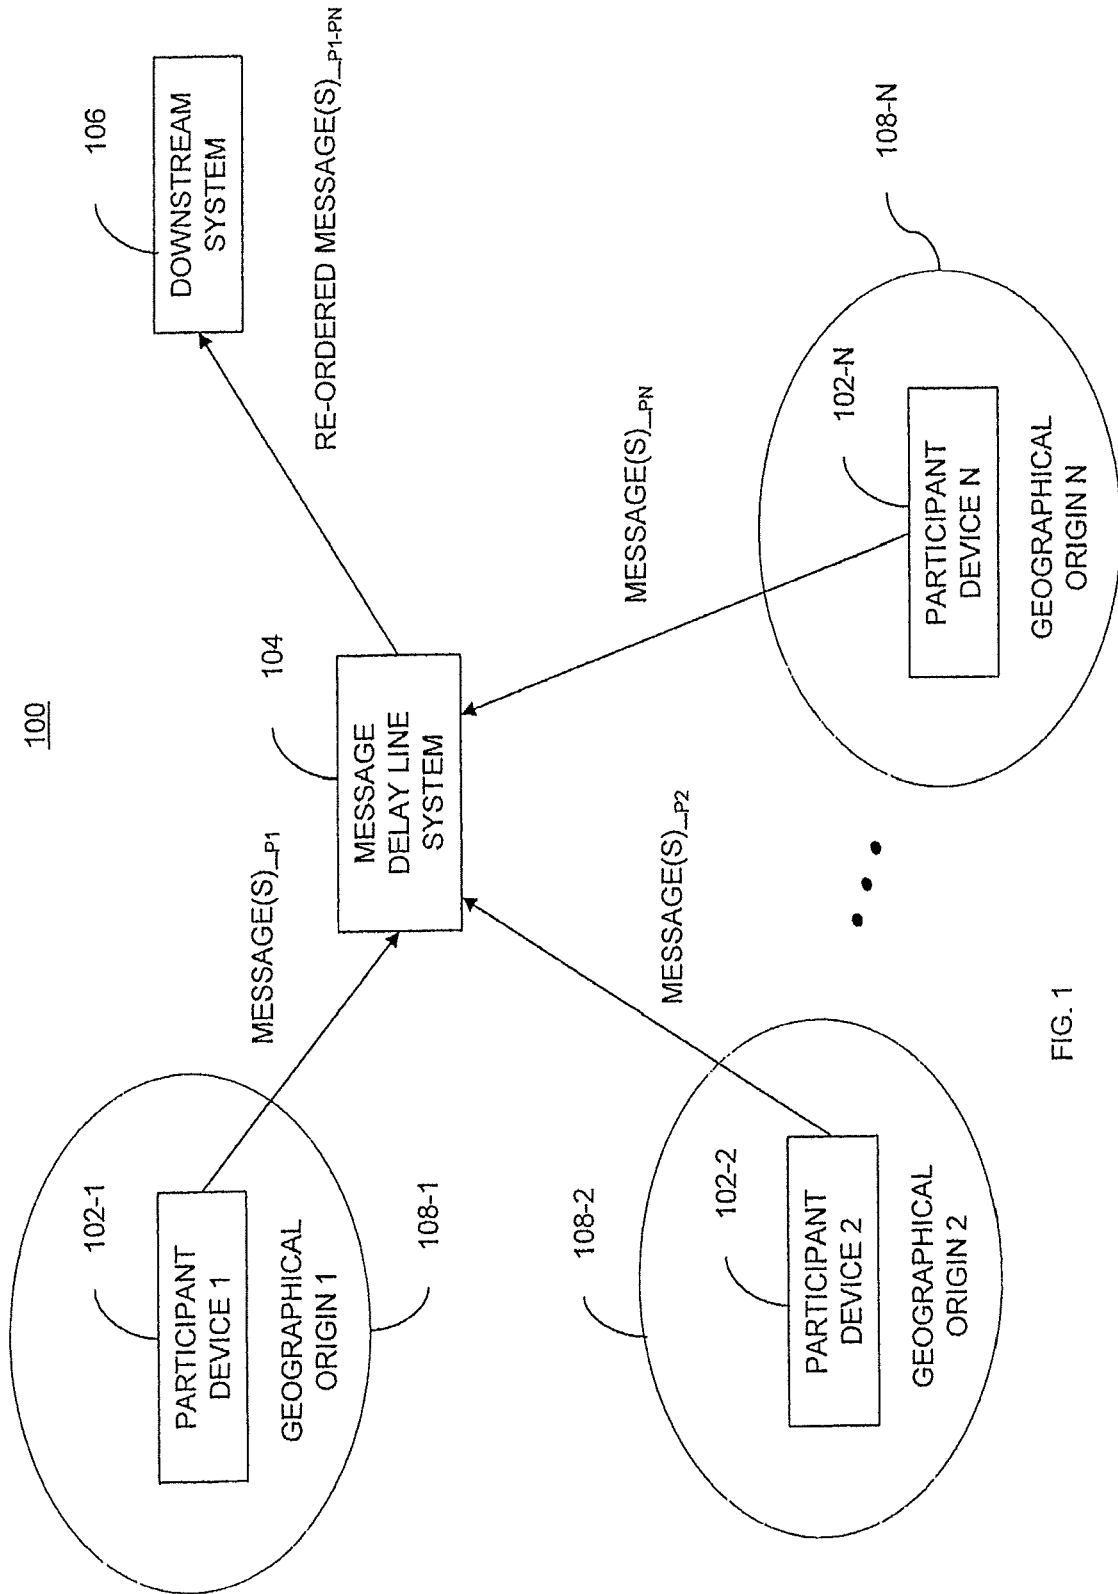 100
102-1
PARTICIPANT
DEVICE 1
GEOGRAPHICAL
ORIGIN 1
108-1
MESSAGE(S)_P1
104
MESSAGE
DELAY LINE
SYSTEM
106
DOWNSTREAM
SYSTEM
RE-ORDERED MESSAGE(S)_P1-PN
108-2
102-2
PARTICIPANT
DEVICE 2
GEOGRAPHICAL
ORIGIN 2
MESSAGE(S)_P2
MESSAGE(S)_PN
108-N
102-N
PARTICIPANT
DEVICE N
GEOGRAPHICAL
ORIGIN N
FIG. 1